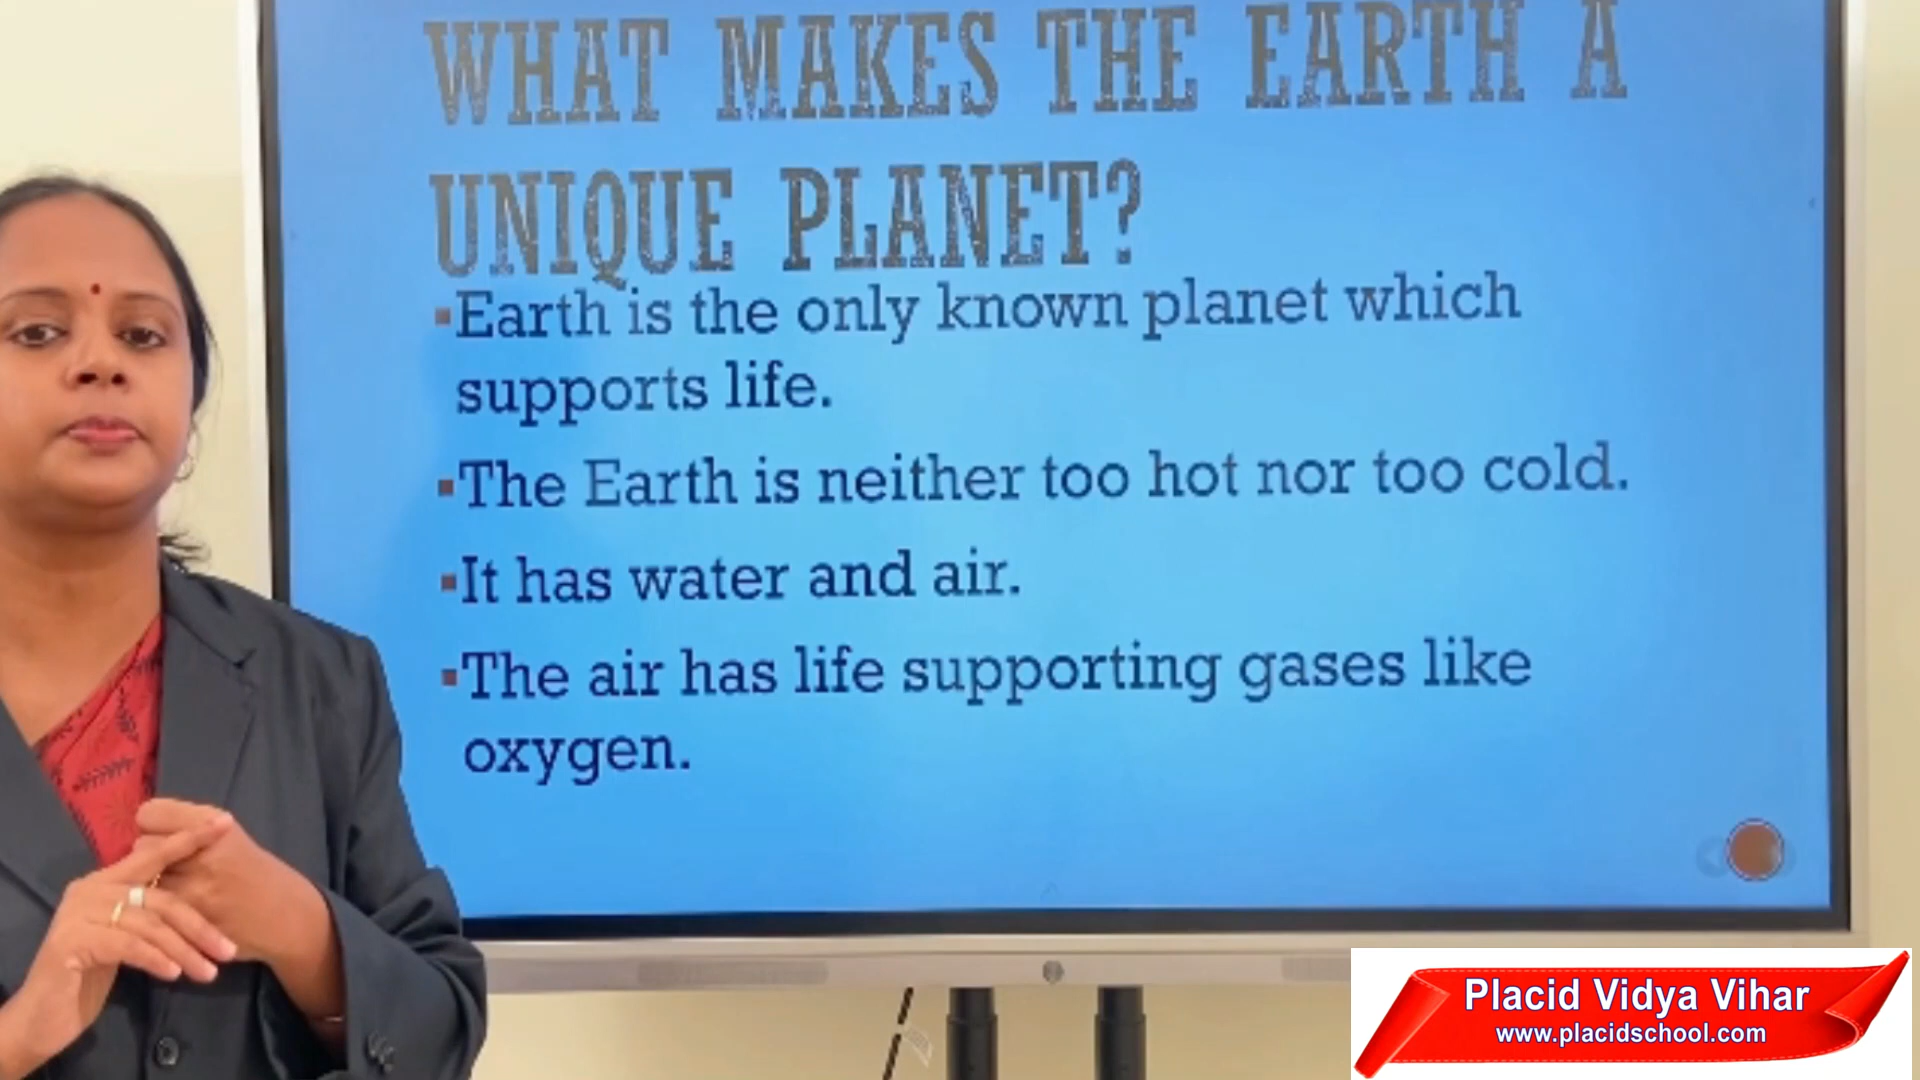 WHAT MAKES THE EARTH A
UNIQUE PLANET?
▪Earth is the only known planet which
supports life.
▪The Earth is neither too hot nor too cold.
▪It has water and air.
▪The air has life supporting gases like
oxygen.
Placid Vidya Vihar
www.placidschool.com